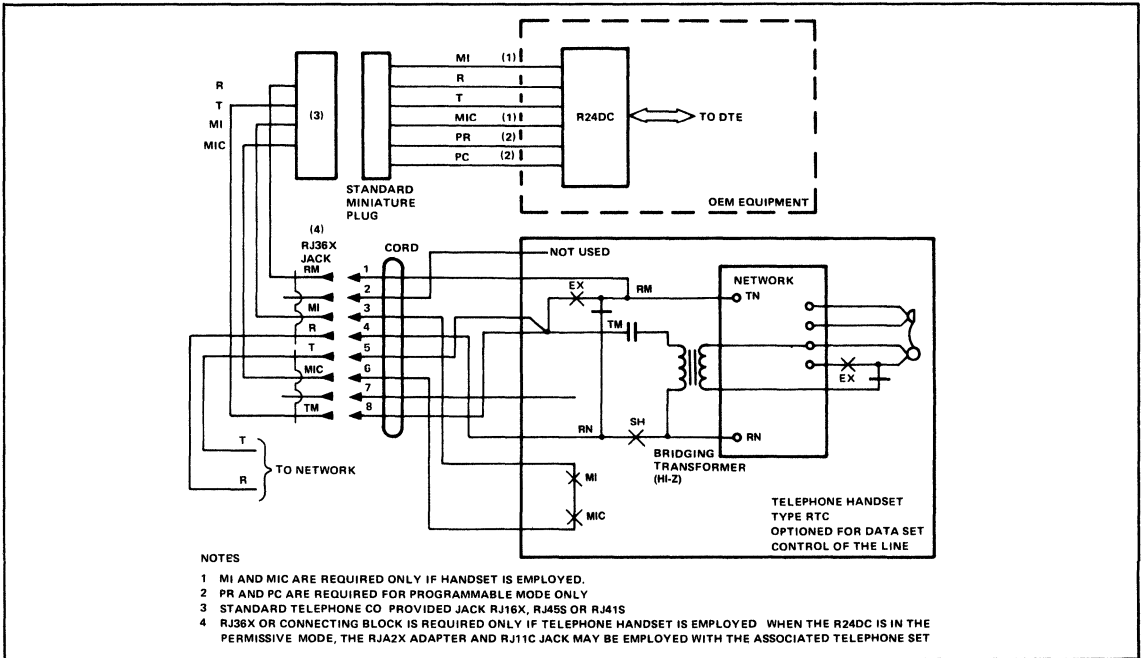 MI (1)
R
T
MIC (1)
PR (2)
PC (2)
R
T
MI
MIC
(3)
R24DC
TO DTE
STANDARD
MINIATURE
PLUG
OEM EQUIPMENT
(4)
RJ36X
JACK
CORD
RM
MI
R
T
MIC
TM
1
2
3
4
5
6
7
8
NOT USED
EX
RM
TM
NETWORK
TN
EX
RN
SH
RN
BRIDGING
TRANSFORMER
(HI-Z)
MI
MIC
T
R
TO NETWORK
TELEPHONE HANDSET
TYPE RTC
OPTIONED FOR DATA SET
CONTROL OF THE LINE
NOTES
1 MI AND MIC ARE REQUIRED ONLY IF HANDSET IS EMPLOYED.
2 PR AND PC ARE REQUIRED FOR PROGRAMMABLE MODE ONLY
3 STANDARD TELEPHONE CO PROVIDED JACK RJ16X, RJ45S OR RJ41S
4 RJ36X OR CONNECTING BLOCK IS REQUIRED ONLY IF TELEPHONE HANDSET IS EMPLOYED WHEN THE R24DC IS IN THE
PERMISSIVE MODE, THE RJA2X ADAPTER AND RJ11C JACK MAY BE EMPLOYED WITH THE ASSOCIATED TELEPHONE SET